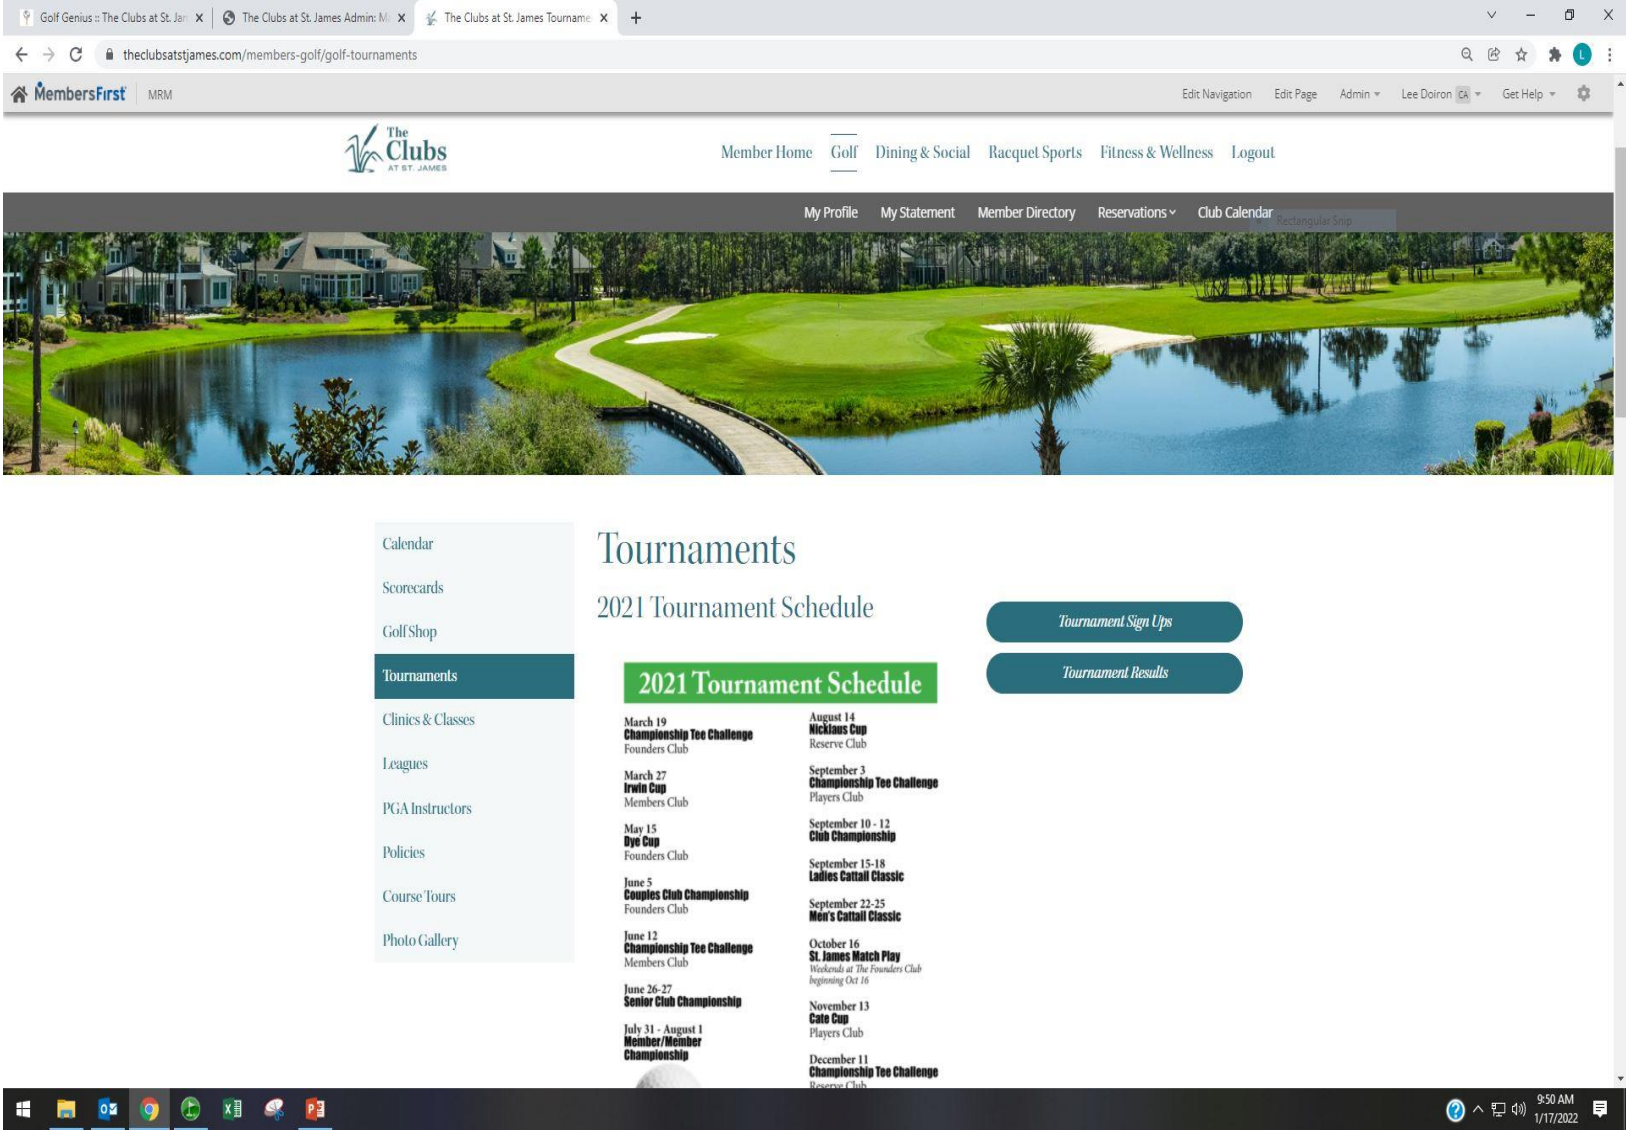 Golf Genius :: The Clubs at St. Jan
The Clubs at St. James Admin: M
The Clubs at St. James Tourname
theclubsatstjames.com/members-golf/golf-tournaments
L
MembersFirst
MRM
Edit Navigation
Edit Page
Admin
Lee Doiron CA
Get Help
The
Clubs
AT ST. JAMES
Member Home
Golf
Dining & Social
Racquet Sports
Fitness & Wellness
Logout
My Profile
My Statement
Member Directory
Reservations
Club Calendar
Rectangular Snip
Calendar
Scorecards
Golf Shop
Tournaments
Clinics & Classes
Leagues
PGA Instructors
Policies
Course Tours
Photo Gallery
Tournaments
2021 Tournament Schedule
2021 Tournament Schedule
March 19
Championship Tee Challenge
Founders Club
March 27
Irwin Cup
Members Club
May 15
Dye Cup
Founders Club
June 5
Couples Club Championship
Founders Club
June 12
Championship Tee Challenge
Members Club
June 26-27
Senior Club Championship
July 31 - August 1
Member/Member
Championship
August 14
Nicklaus Cup
Reserve Club
September 3
Championship Tee Challenge
Players Club
September 10 - 12
Club Championship
September 15-18
Ladies Cattail Classic
September 22-25
Men's Cattail Classic
October 16
St. James Match Play
Weekends at The Founders Club
beginning Oct 16
November 13
Cate Cup
Players Club
December 11
Championship Tee Challenge
Reserve Club
Tournament Sign Ups
Tournament Results
9:50 AM
1/17/2022